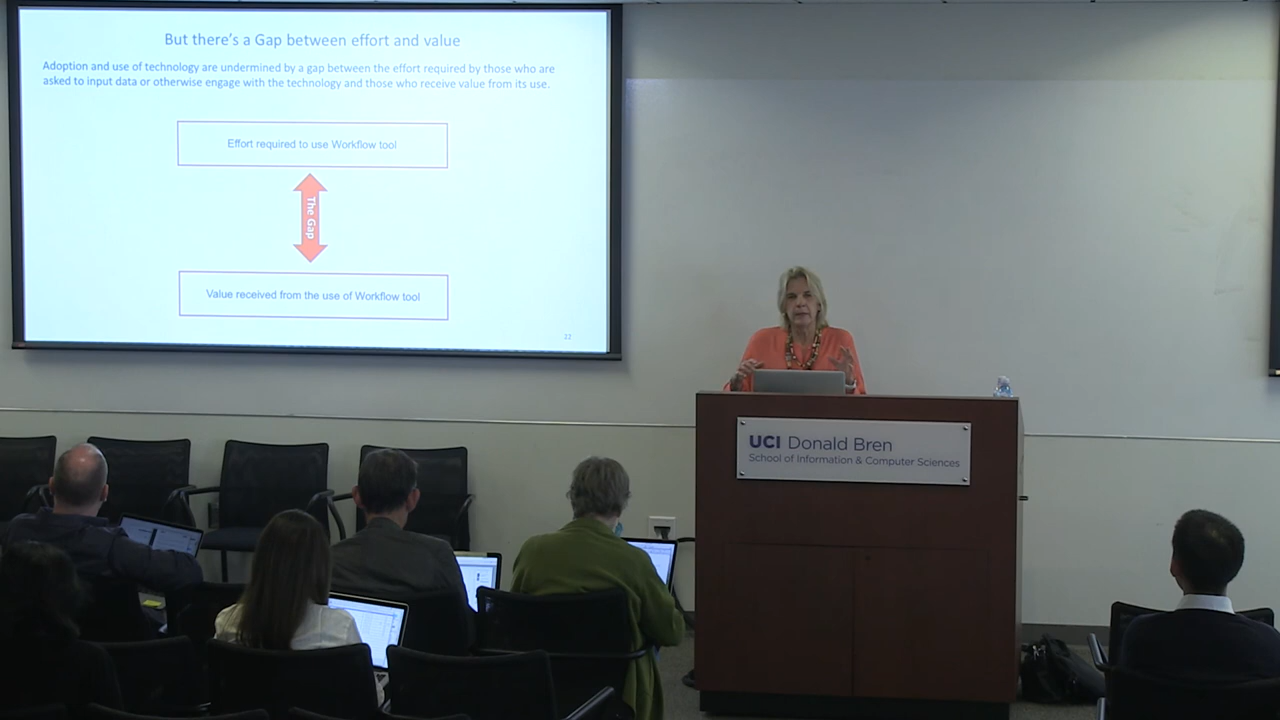 But there's a Gap between effort and value
Adoption and use of technology are undermined by a gap between the effort required by those who are
asked to input data or otherwise engage with the technology and those who receive value from its use.
Effort required to use Workflow tool
The Gap
Value received from the use of Workflow tool
22
UCI Donald Bren
School of Information & Computer Sciences